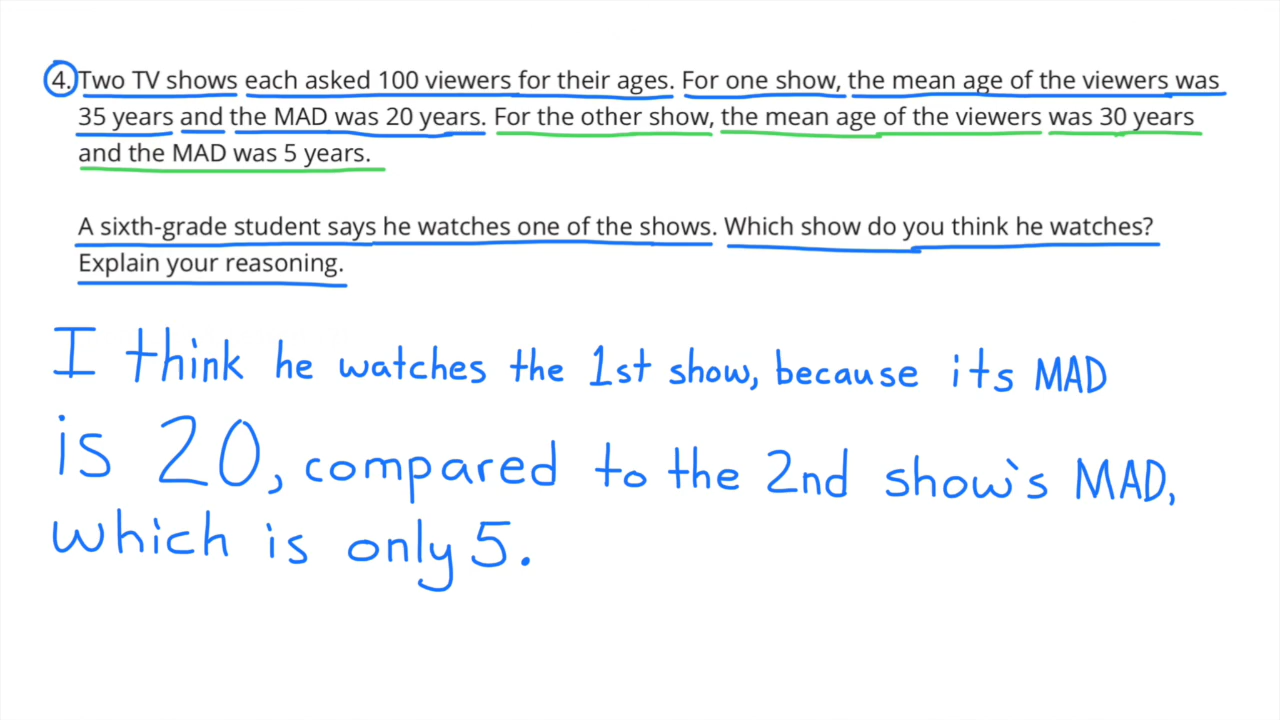 4. Two TV shows each asked 100 viewers for their ages. For one show, the mean age of the viewers was
35 years and the MAD was 20 years. For the other show, the mean age of the viewers was 30 years
and the MAD was 5 years.
A sixth-grade student says he watches one of the shows. Which show do you think he watches?
Explain your reasoning.
I think he watches the 1st show, because its MAD
is 20, compared to the 2nd show's MAD,
which is only 5.